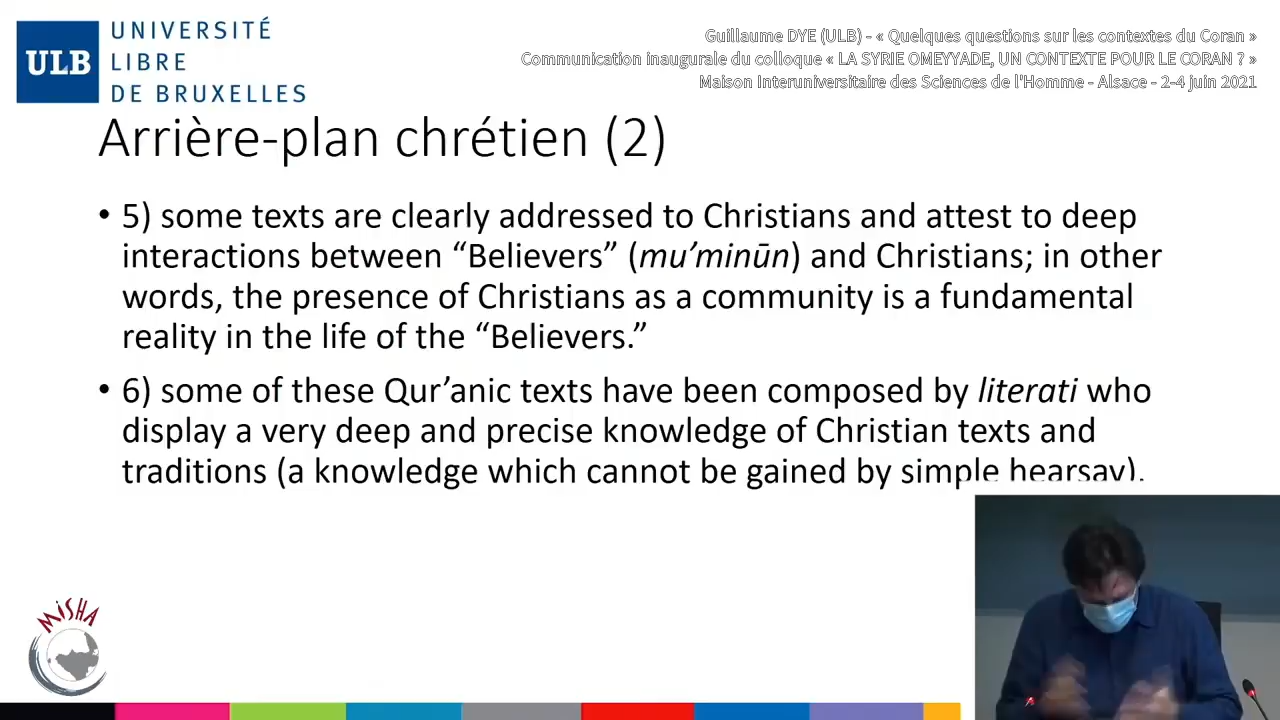 ULB
UNIVERSITÉ
LIBRE
DE BRUXELLES
Guillaume DYE (ULB) - « Quelques questions sur les contextes du Coran »
Communication inaugurale du colloque « LA SYRIE OMEYYADE, UN CONTEXTE POUR LE CORAN ? »
Maison Interuniversitaire des Sciences de l'Homme - Alsace - 2-4 juin 2021
Arrière-plan chrétien (2)
• 5) some texts are clearly addressed to Christians and attest to deep
interactions between “Believers” (mu’minūn) and Christians; in other
words, the presence of Christians as a community is a fundamental
reality in the life of the “Believers.”
• 6) some of these Qur’anic texts have been composed by literati who
display a very deep and precise knowledge of Christian texts and
traditions (a knowledge which cannot be gained by simple hearsay).
MISHA